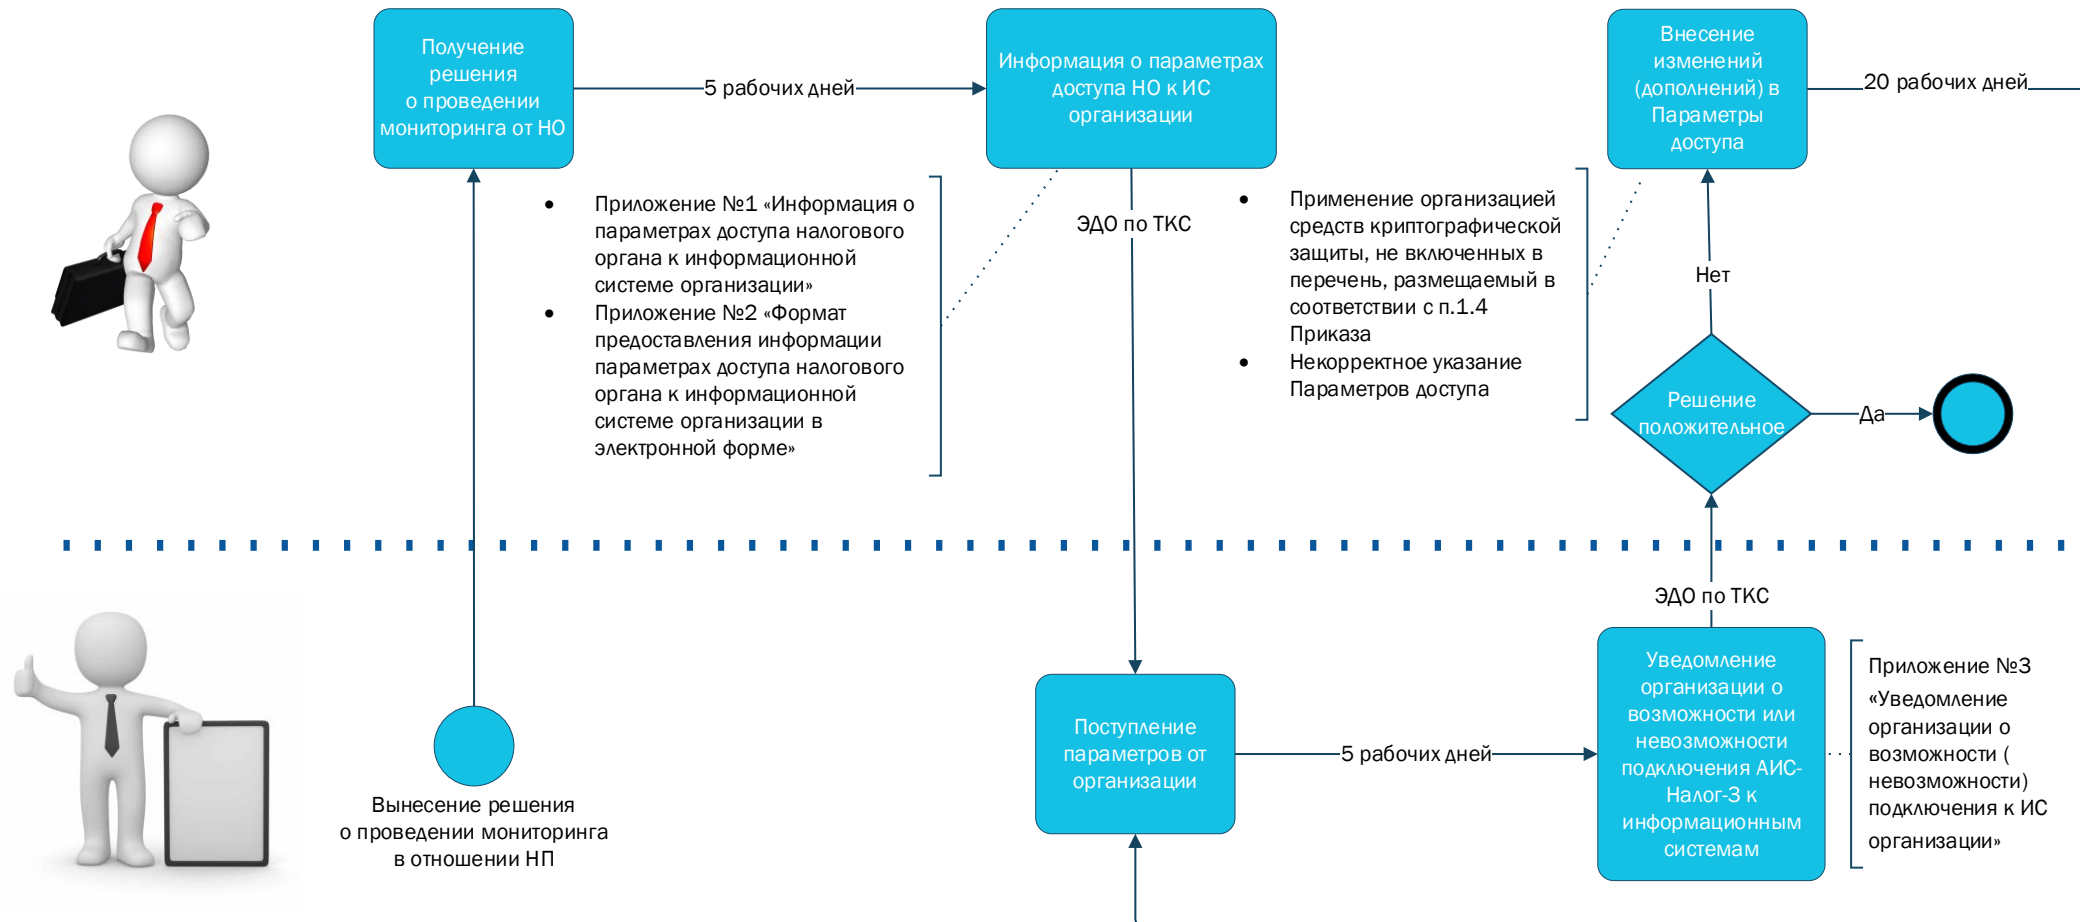 Получение
решения
о проведении
мониторинга от НО
5 рабочих дней
Информация о параметрах
доступа НО к ИС
организации
Внесение
изменений
(дополнений) в
Параметры
доступа
20 рабочих дней
• Приложение №1 «Информация о
параметрах доступа налогового
органа к информационной
системе организации»
• Приложение №2 «Формат
предоставления информации
параметрах доступа налогового
органа к информационной
системе организации в
электронной форме»
ЭДО по ТКС
• Применение организацией
средств криптографической
защиты, не включенных в
перечень, размещаемый в
соответствии с п.1.4
Приказа
• Некорректное указание
Параметров доступа
Нет
Решение
положительное
Да
ЭДО по ТКС
Вынесение решения
о проведении мониторинга
в отношении НП
Поступление
параметров от
организации
5 рабочих дней
Уведомление
организации о
возможности или
невозможности
подключения АИС-
Налог-3 к
информационным
системам
Приложение №3
«Уведомление
организации о
возможности (
невозможности)
подключения к ИС
организации»